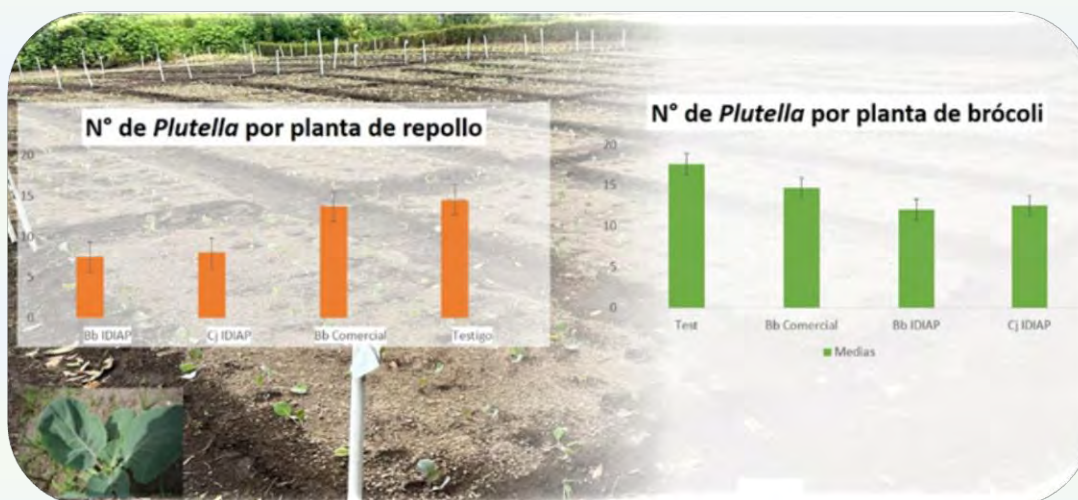 N° de Plutella por planta de repollo
20
15
10
5
0
Bb IDIAP
Cj IDIAP
Bb Comercial
Testigo
N° de Plutella por planta de brócoli
20
15
10
5
0
Test
Bb Comercial
Bb IDIAP
Cj IDIAP
Medias